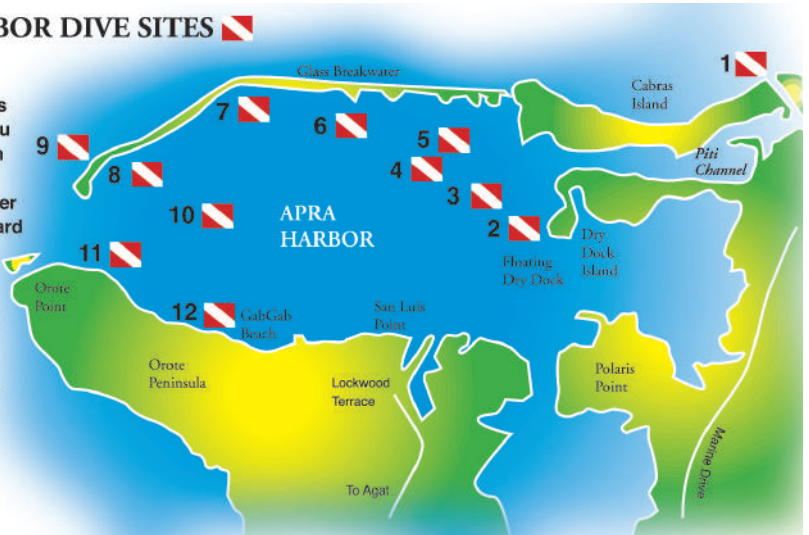 BOR DIVE SITES
1
Glass Breakwater
Cabras
Island
s
u
n
er
ard
7
6
5
9
8
4
3
Piti
Channel
10
APRA
HARBOR
2
Dry
Dock
Island
Floating
Dry Dock
11
Orote
Point
12
GabGab
Beach
San Luis
Point
Orote
Peninsula
Lockwood
Terrace
Polaris
Point
Marine Drive
To Agat